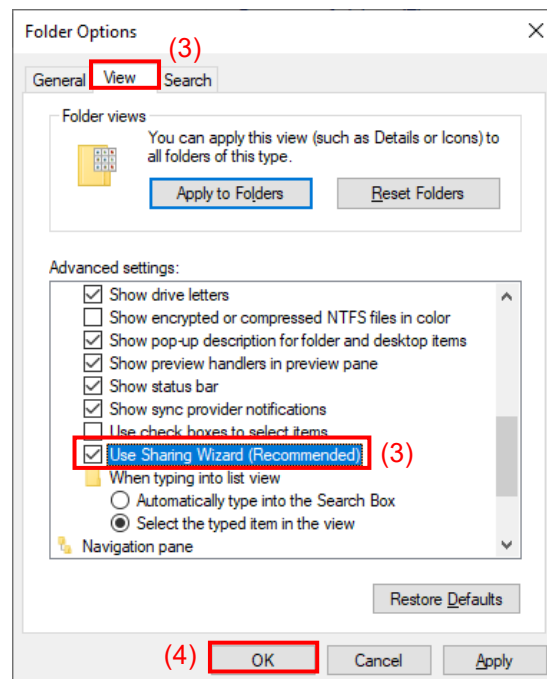 Folder Options
(3)
General View Search
Folder views
You can apply this view (such as Details or Icons) to
all folders of this type.
Apply to Folders Reset Folders
Advanced settings:
Show drive letters
Show encrypted or compressed NTFS files in color
Show pop-up description for folder and desktop items
Show preview handlers in preview pane
Show status bar
Show sync provider notifications
Use check boxes to select items
Use Sharing Wizard (Recommended) (3)
When typing into list view
Automatically type into the Search Box
Select the typed item in the view
Navigation pane
Restore Defaults
(4) OK Cancel Apply